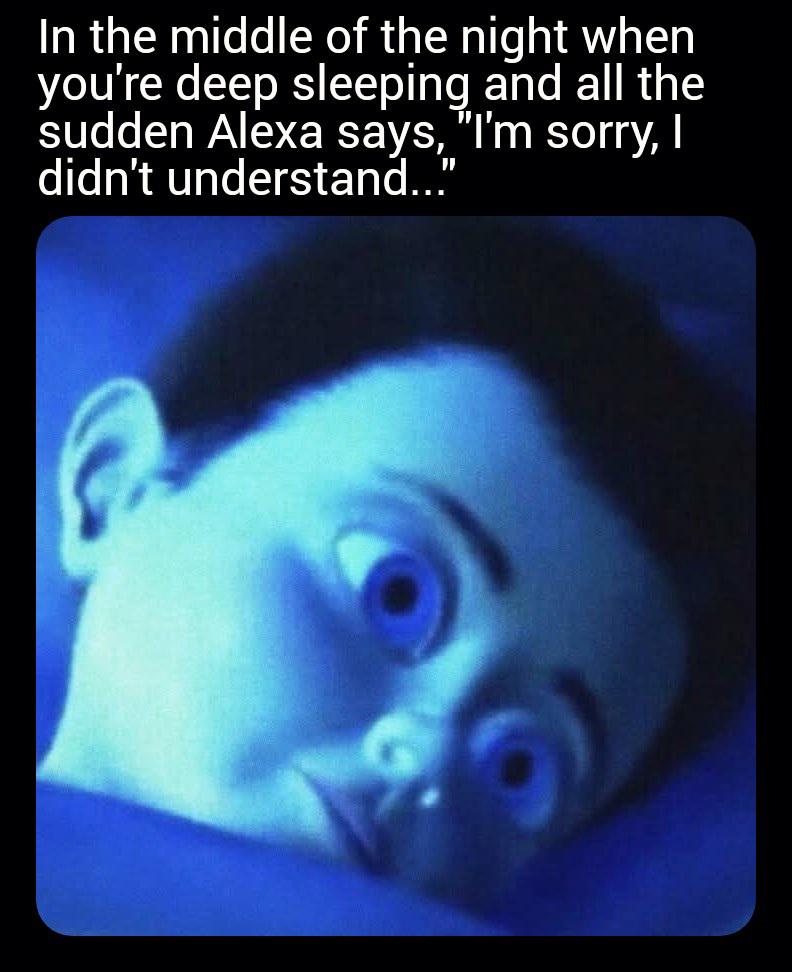 In the middle of the night when
you're deep sleeping and all the
sudden Alexa says, "I'm sorry, I
didn't understand..."